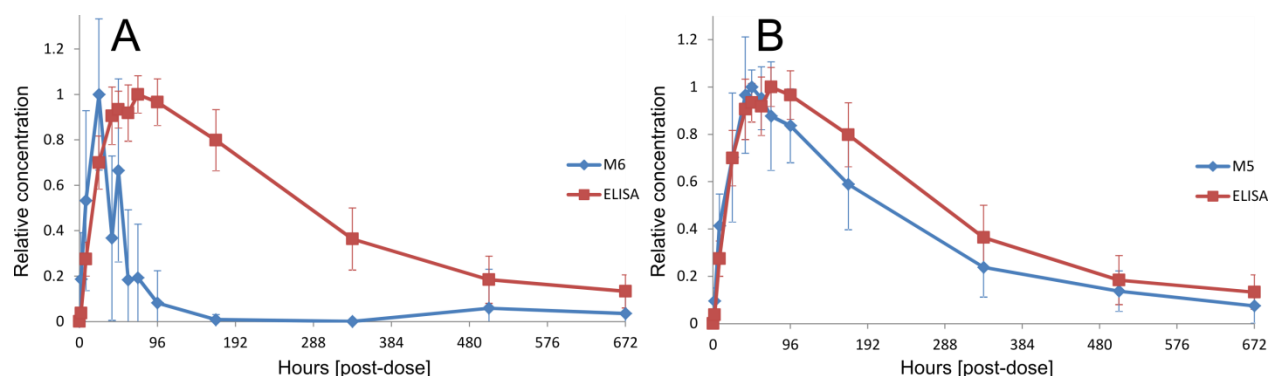 A
Relative concentration
1.2
1
0.8
0.6
0.4
0.2
0
0 96 192 288 384 480 576 672
Hours [post-dose]
M6
ELISA
B
Relative concentration
1.2
1
0.8
0.6
0.4
0.2
0
0 96 192 288 384 480 576 672
Hours [post-dose]
M5
ELISA